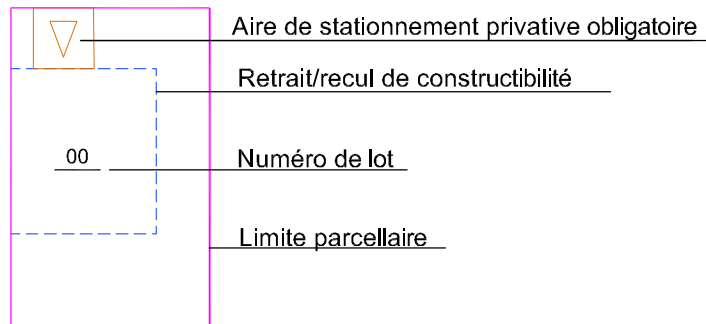 Aire de stationnement privative obligatoire
Retrait/recul de constructibilité
00
Numéro de lot
Limite parcellaire